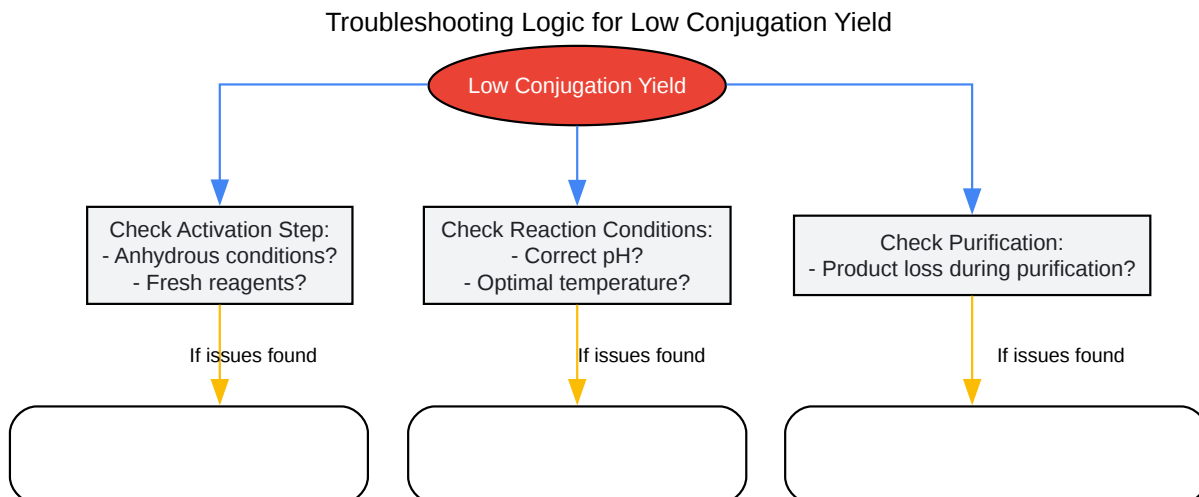 Troubleshooting Logic for Low Conjugation Yield
Low Conjugation Yield
Check Activation Step:
- Anhydrous conditions?
- Fresh reagents?
Check Reaction Conditions:
- Correct pH?
- Optimal temperature?
Check Purification:
- Product loss during purification?
If issues found
If issues found
If issues found